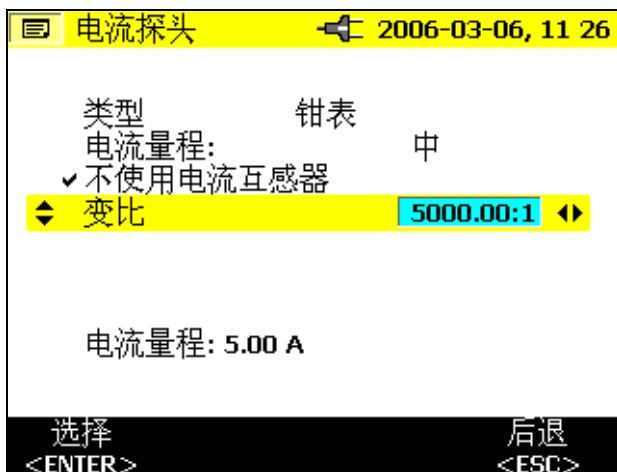 电流探头 2006-03-06, 11 26
类型 钳表
电流量程: 中
不使用电流互感器
变比 5000.00:1
电流量程: 5.00 A
选择 后退
<ENTER> <ESC>